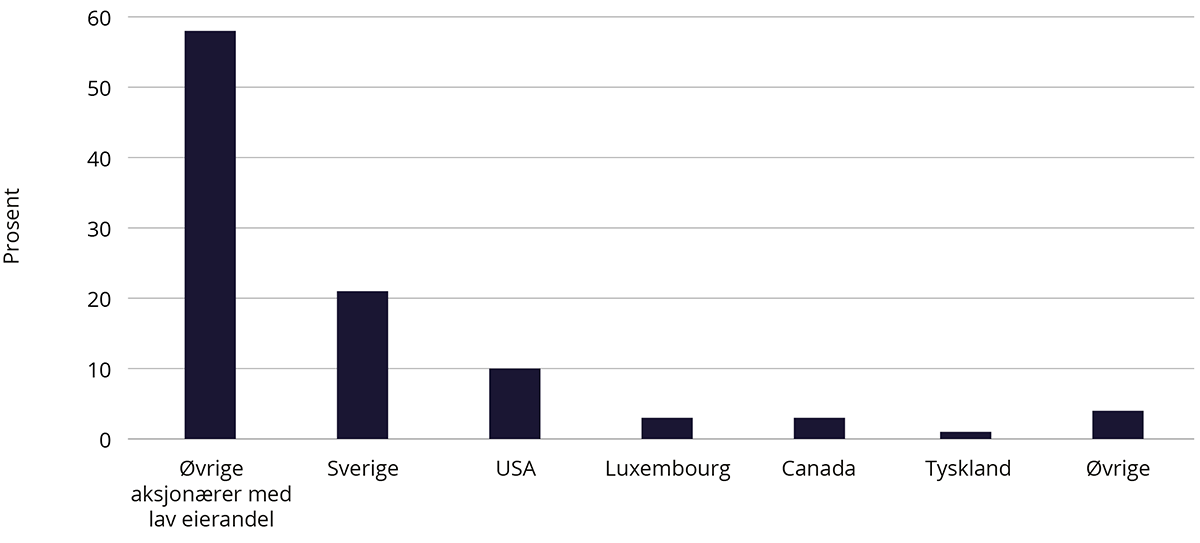 Prosent
60
50
40
30
20
10
0
Øvrige
aksjonærer med
lav eierandel
Sverige
USA
Luxembourg
Canada
Tyskland
Øvrige